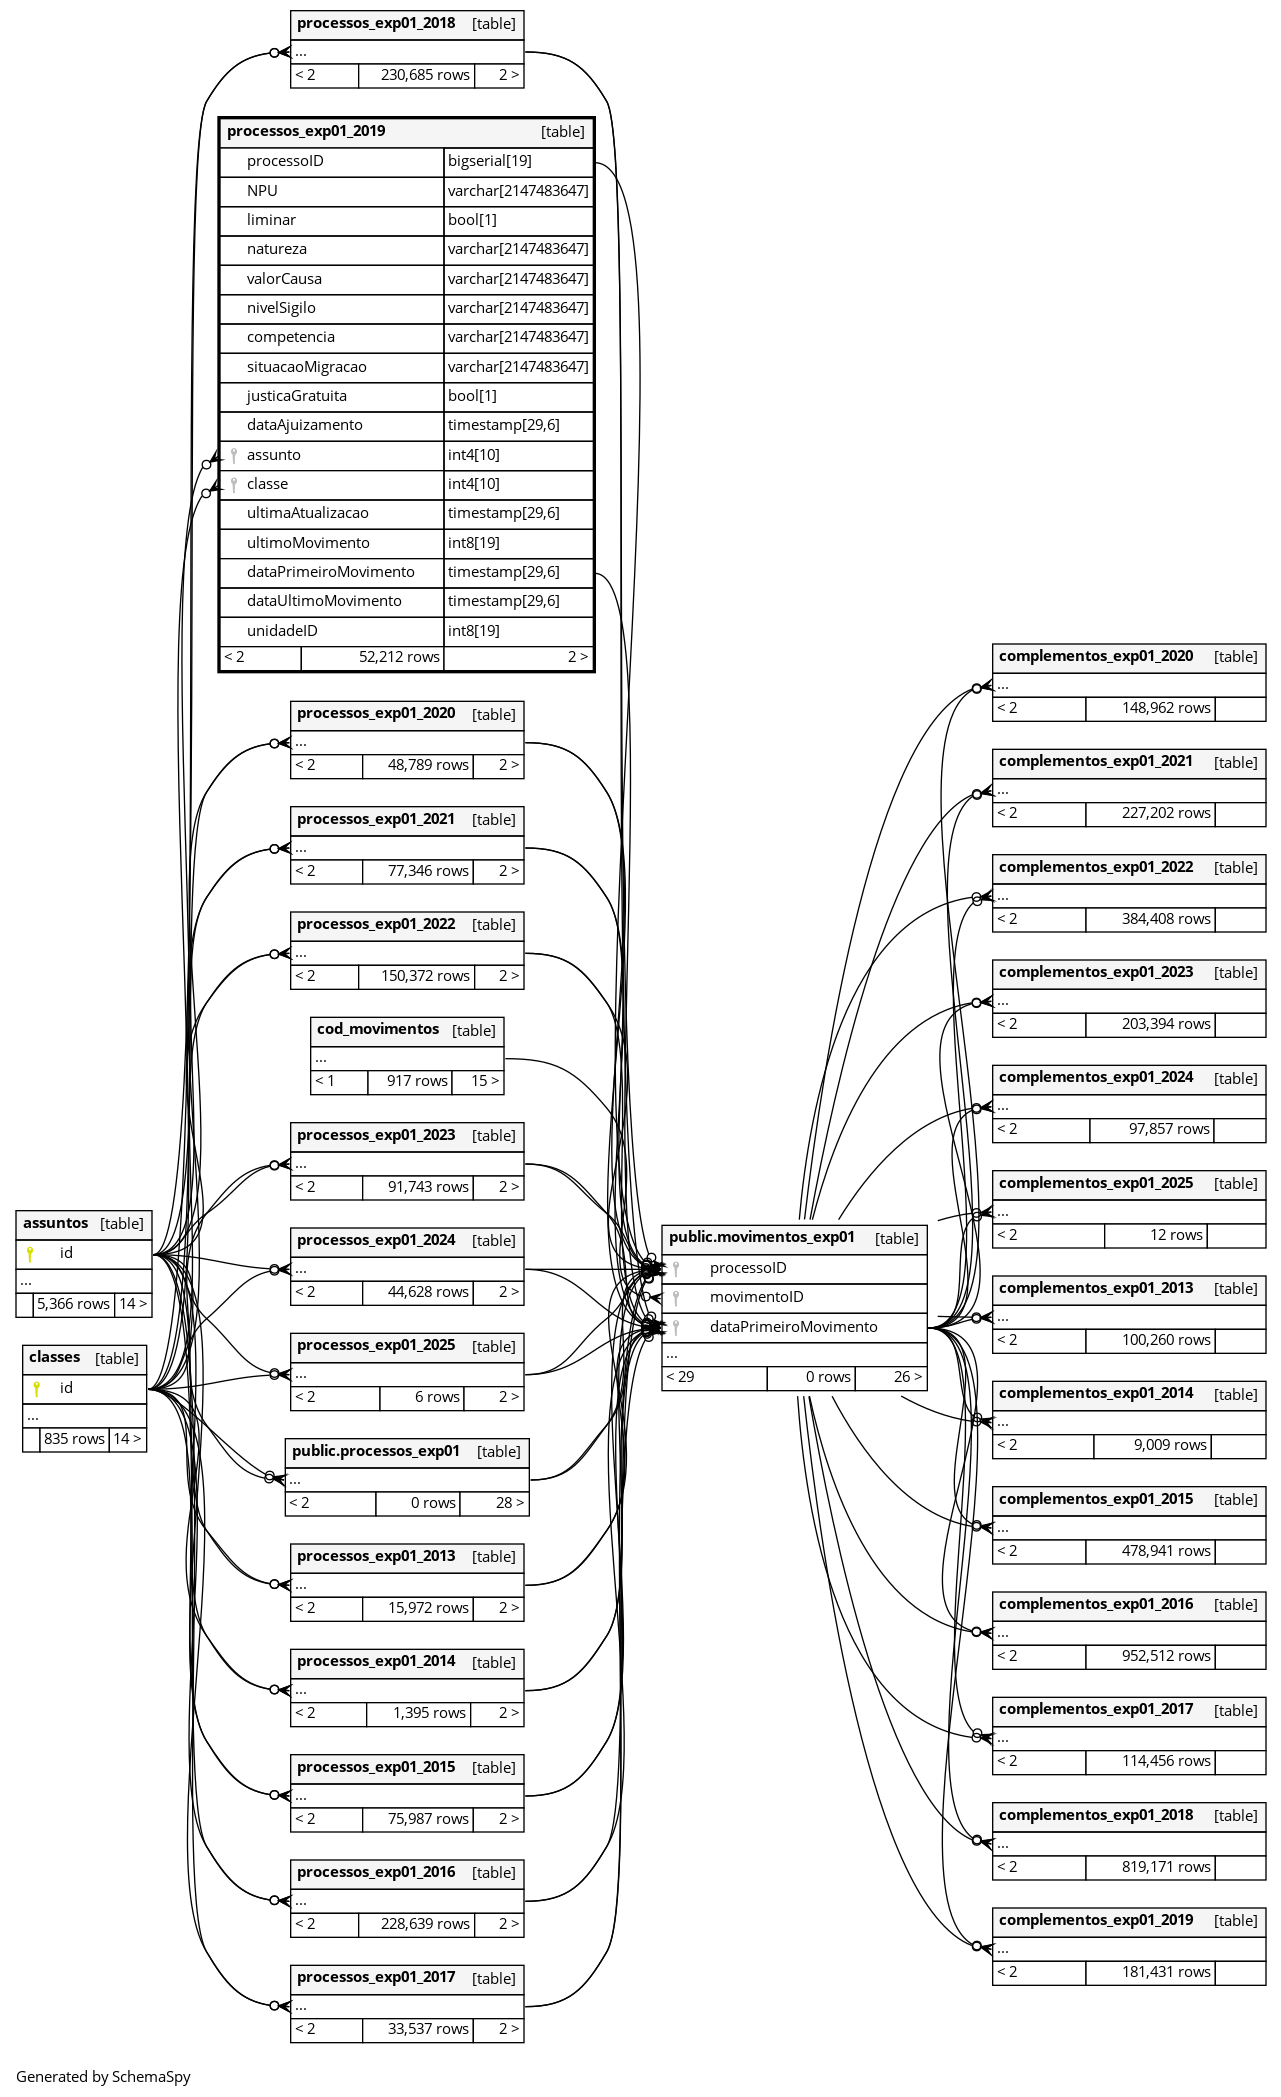 processos_exp01_2018 [table]
...
< 2 230,685 rows 2 >
processos_exp01_2019 [table]
processoID bigserial[19]
NPU varchar[2147483647]
liminar bool[1]
natureza varchar[2147483647]
valorCausa varchar[2147483647]
nivelSigilo varchar[2147483647]
competencia varchar[2147483647]
situacaoMigracao varchar[2147483647]
justicaGratuita bool[1]
dataAjuizamento timestamp[29,6]
assunto int4[10]
classe int4[10]
ultimaAtualizacao timestamp[29,6]
ultimoMovimento int8[19]
dataPrimeiroMovimento timestamp[29,6]
dataUltimoMovimento timestamp[29,6]
unidadeID int8[19]
< 2 52,212 rows 2 >
processos_exp01_2020 [table]
...
< 2 48,789 rows 2 >
processos_exp01_2021 [table]
...
< 2 77,346 rows 2 >
processos_exp01_2022 [table]
...
< 2 150,372 rows 2 >
cod_movimentos [table]
...
< 1 917 rows 15 >
processos_exp01_2023 [table]
...
< 2 91,743 rows 2 >
processos_exp01_2024 [table]
...
< 2 44,628 rows 2 >
processos_exp01_2025 [table]
...
< 2 6 rows 2 >
public.processos_exp01 [table]
...
< 2 0 rows 28 >
processos_exp01_2013 [table]
...
< 2 15,972 rows 2 >
processos_exp01_2014 [table]
...
< 2 1,395 rows 2 >
processos_exp01_2015 [table]
...
< 2 75,987 rows 2 >
processos_exp01_2016 [table]
...
< 2 228,639 rows 2 >
processos_exp01_2017 [table]
...
< 2 33,537 rows 2 >
assuntos [table]
id
...
5,366 rows 14 >
classes [table]
id
...
835 rows 14 >
public.movimentos_exp01 [table]
processoID
movimentoID
dataPrimeiroMovimento
...
< 29 0 rows 26 >
complementos_exp01_2020 [table]
...
< 2 148,962 rows
complementos_exp01_2021 [table]
...
< 2 227,202 rows
complementos_exp01_2022 [table]
...
< 2 384,408 rows
complementos_exp01_2023 [table]
...
< 2 203,394 rows
complementos_exp01_2024 [table]
...
< 2 97,857 rows
complementos_exp01_2025 [table]
...
< 2 12 rows
complementos_exp01_2013 [table]
...
< 2 100,260 rows
complementos_exp01_2014 [table]
...
< 2 9,009 rows
complementos_exp01_2015 [table]
...
< 2 478,941 rows
complementos_exp01_2016 [table]
...
< 2 952,512 rows
complementos_exp01_2017 [table]
...
< 2 114,456 rows
complementos_exp01_2018 [table]
...
< 2 819,171 rows
complementos_exp01_2019 [table]
...
< 2 181,431 rows
Generated by SchemaSpy